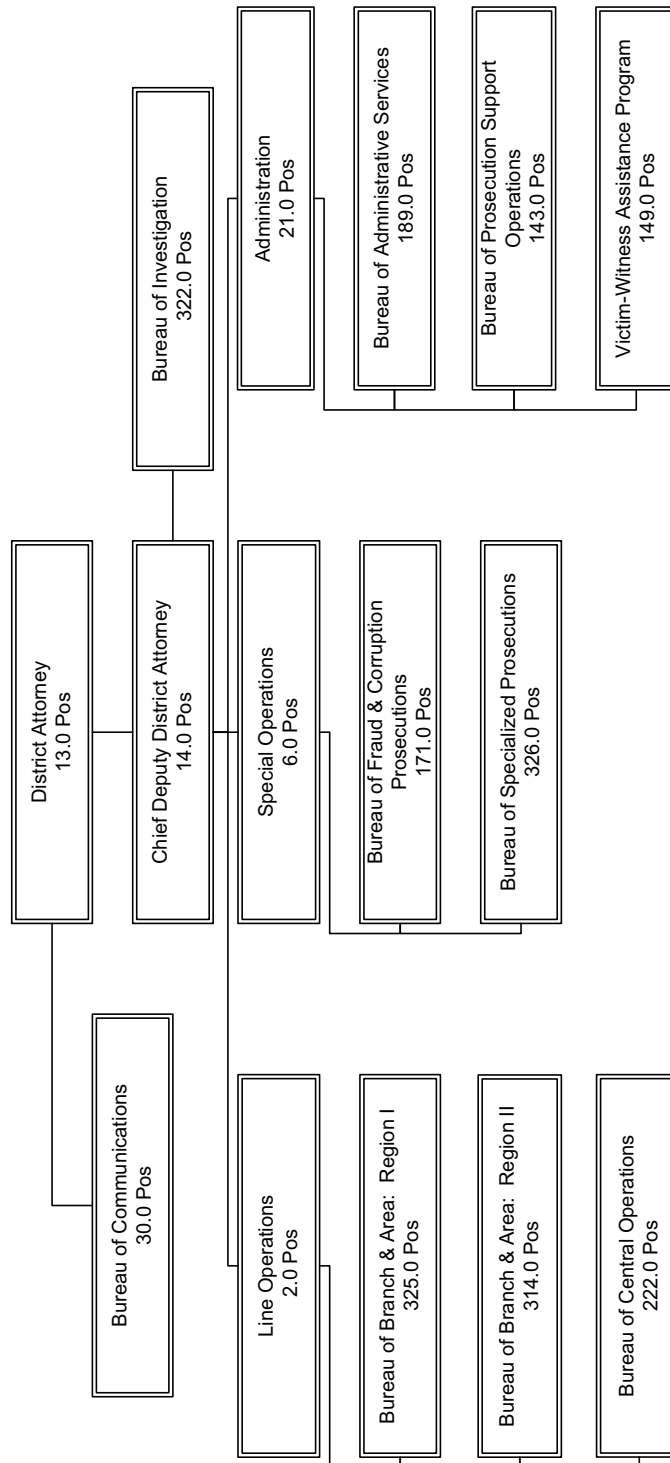 District Attorney
13.0 Pos
Bureau of Communications
30.0 Pos
Chief Deputy District Attorney
14.0 Pos
Bureau of Investigation
322.0 Pos
Line Operations
2.0 Pos
Special Operations
6.0 Pos
Administration
21.0 Pos
Bureau of Branch & Area: Region I
325.0 Pos
Bureau of Fraud & Corruption
Prosecutions
171.0 Pos
Bureau of Administrative Services
189.0 Pos
Bureau of Branch & Area: Region II
314.0 Pos
Bureau of Specialized Prosecutions
326.0 Pos
Bureau of Prosecution Support
Operations
143.0 Pos
Bureau of Central Operations
222.0 Pos
Victim-Witness Assistance Program
149.0 Pos